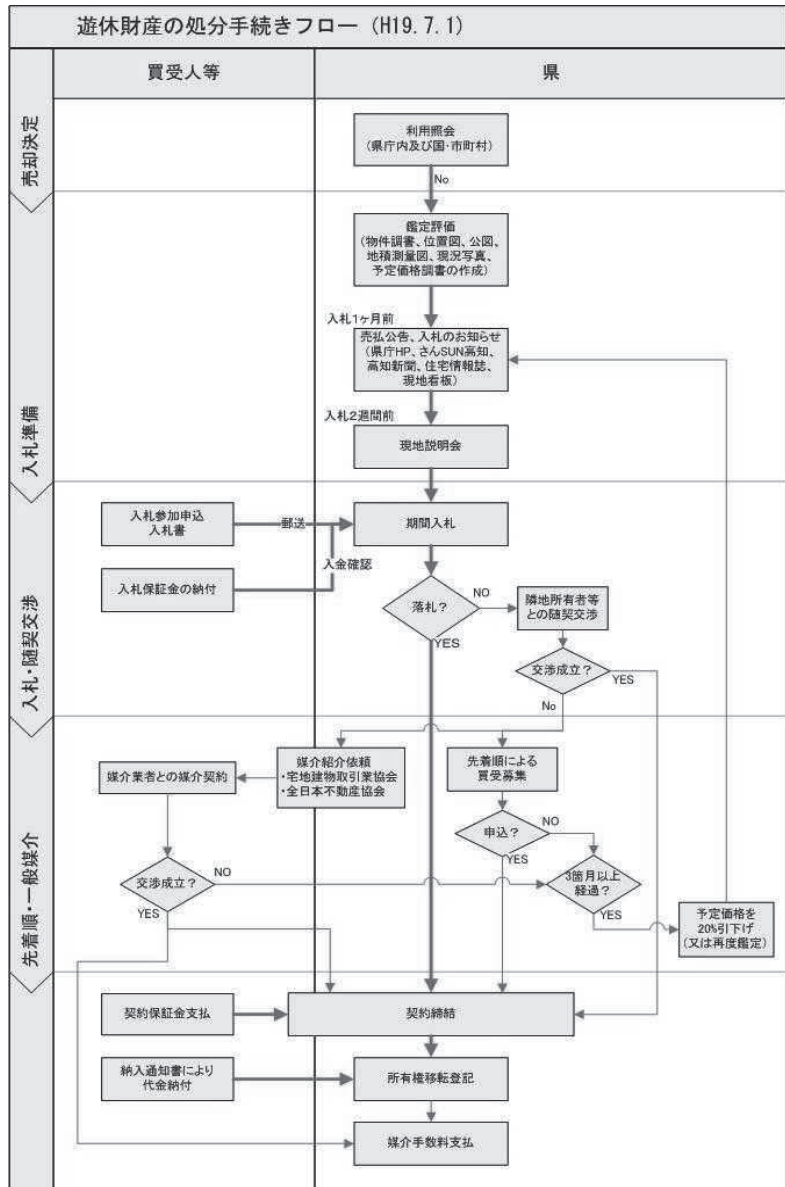 遊休財産の処分手続きフロー（H19.7.1）
買受人等
県
売却決定
利用照会
（県庁内及び国・市町村）
No
入札準備
鑑定評価
（物件調書、位置図、公図、
地積測量図、現況写真、
予定価格調書の作成）
入札1ヶ月前
売払公告、入札のお知らせ
（県庁HP、さんSUN高知、
高知新聞、住宅情報誌、
現地看板）
入札2週間前
現地説明会
入札・随契交渉
入札参加申込
入札書
郵送
期間入札
入金確認
入札保証金の納付
落札？
NO
隣地所有者等
との随契交渉
YES
交渉成立？
YES
No
先着順・一般媒介
媒介業者との媒介契約
媒介紹介依頼
・宅地建物取引業協会
・全日本不動産協会
先着順による
買受募集
申込？
NO
YES
交渉成立？
NO
YES
3箇月以上
経過？
YES
予定価格を
20%引下げ
（又は再度鑑定）
契約保証金支払
契約締結
納入通知書により
代金納付
所有権移転登記
媒介手数料支払